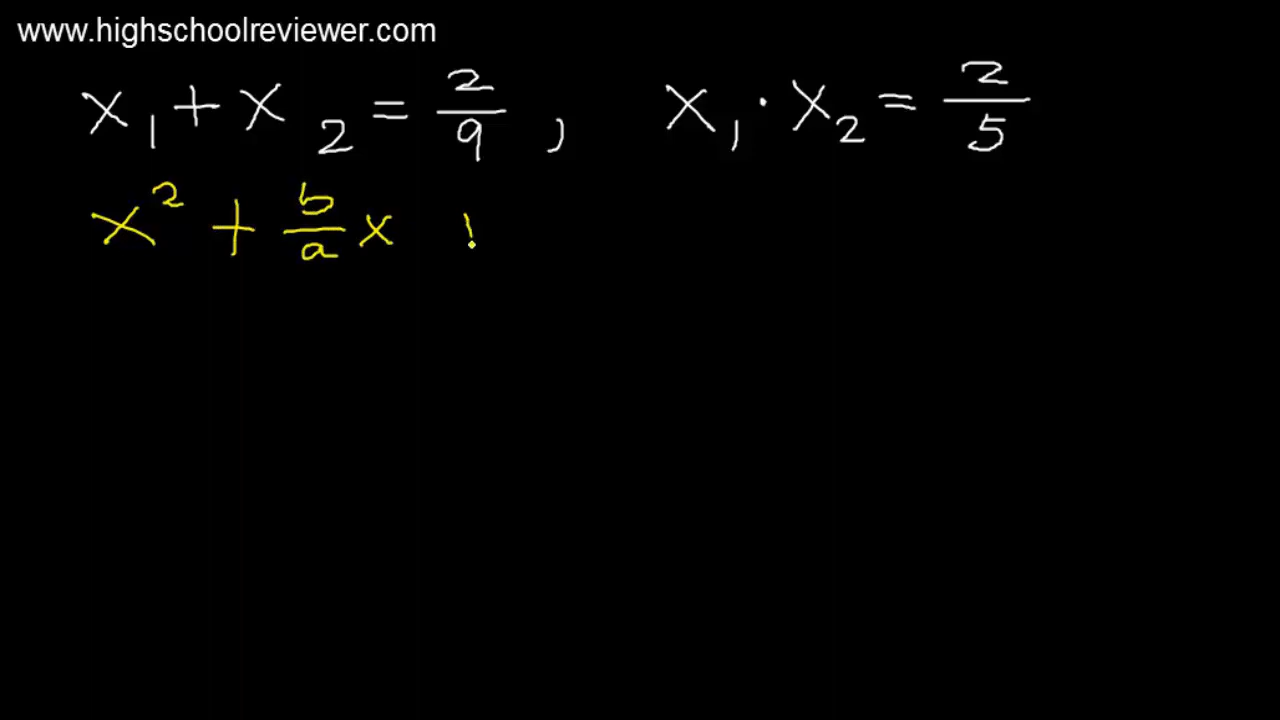 www.highschoolreviewer.com
x₁ + x₂ = 2/9 , x₁ · x₂ = 2/5
x² + b/a x